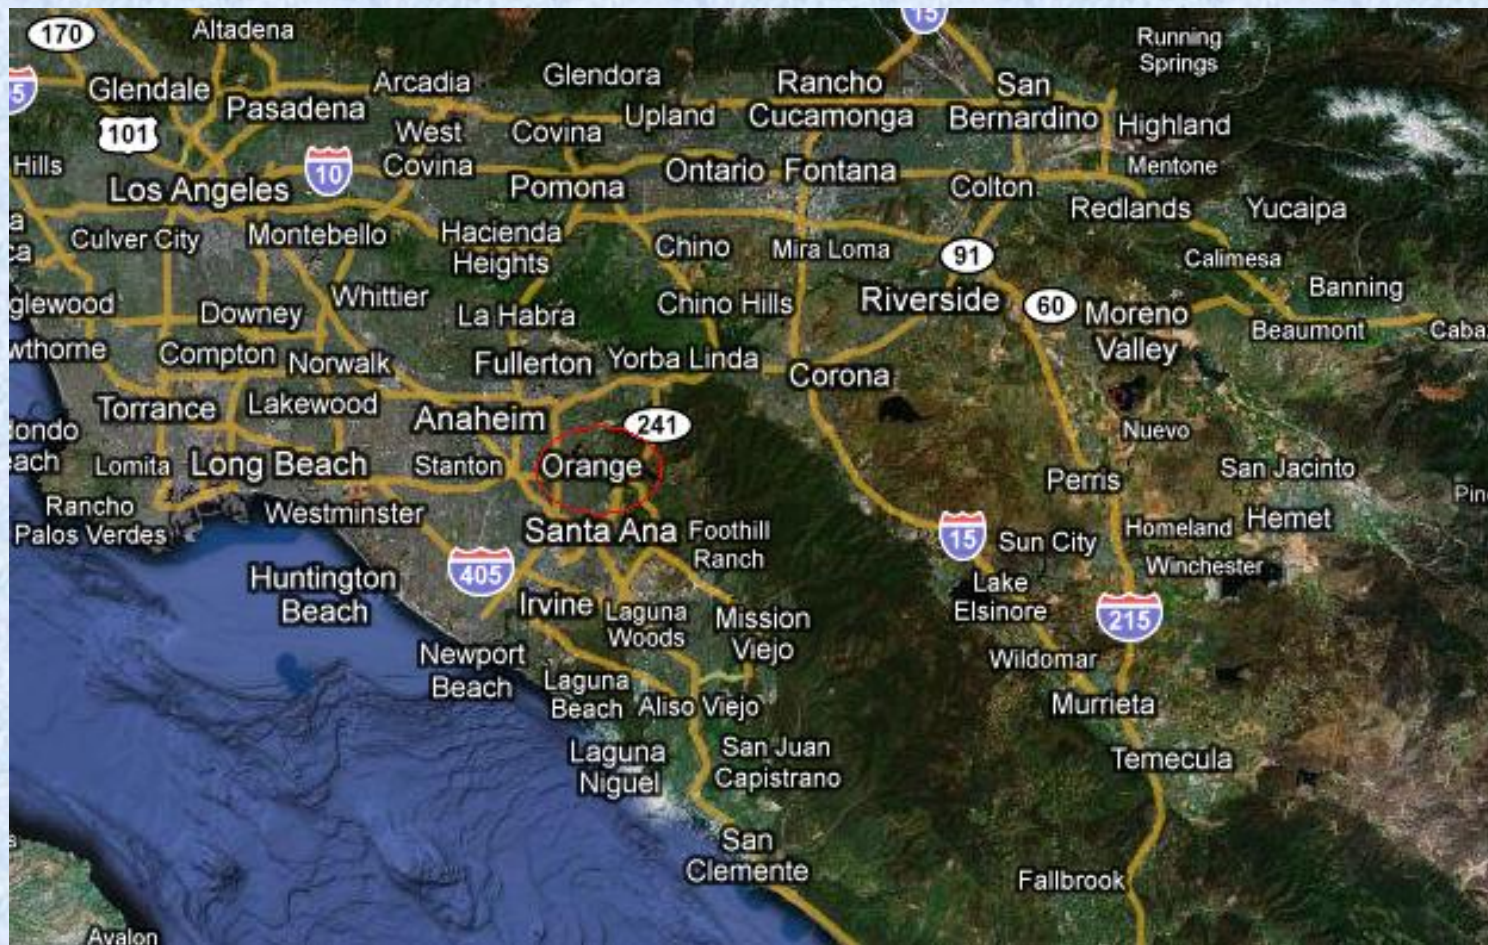 170
Altadena
15
Running
Springs
5
Glendale
Pasadena
Arcadia
Glendora
Rancho
Cucamonga
San
Bernardino
Highland
101
West
Covina
Covina
Upland
Hills
Los Angeles
10
Pomona
Ontario
Fontana
Colton
Mentone
Redlands
Yucaipa
a
ca
Culver City
Montebello
Hacienda
Heights
Chino
Mira Loma
91
Calimesa
Banning
glewood
Downey
Whittier
La Habra
Chino Hills
Riverside
60
Moreno
Valley
Beaumont
Cabaz
wthorne
Compton
Norwalk
Fullerton
Yorba Linda
Corona
Torrance
Lakewood
Anaheim
241
Nuevo
dondo
each
Lomita
Long Beach
Stanton
Orange
Perris
San Jacinto
Pin
Rancho
Palos Verdes
Westminster
Santa Ana
Foothill
Ranch
15
Sun City
Homeland
Hemet
Winchester
Huntington
Beach
405
Irvine
Laguna
Woods
Mission
Viejo
Lake
Elsinore
215
Newport
Beach
Laguna
Beach
Aliso Viejo
Wildomar
Murrieta
Laguna
Niguel
San Juan
Capistrano
Temecula
s
San
Clemente
Fallbrook
Avalon